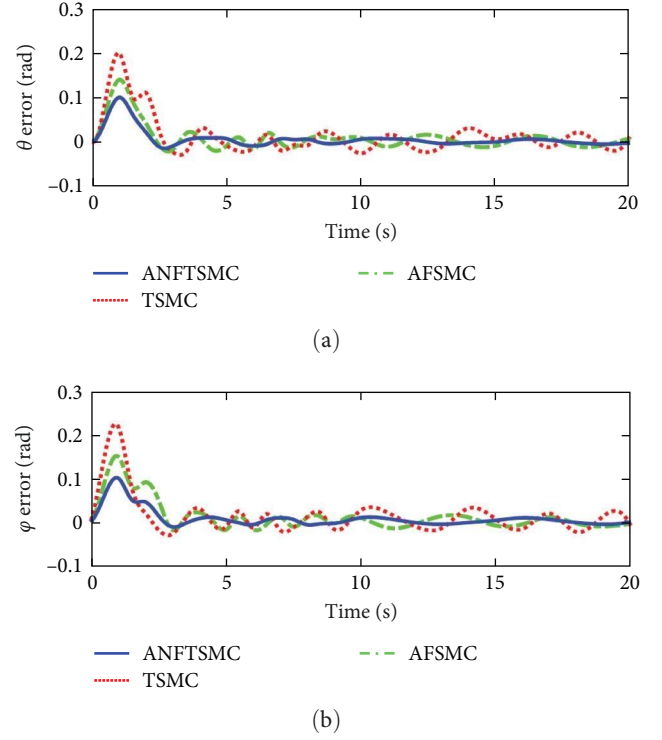 0.3
0.2
0.1
0
−0.1
θ error (rad)
0 5 10 15 20
Time (s)
ANFTSMC AFSMC
TSMC
(a)
0.3
0.2
0.1
0
−0.1
φ error (rad)
0 5 10 15 20
Time (s)
ANFTSMC AFSMC
TSMC
(b)